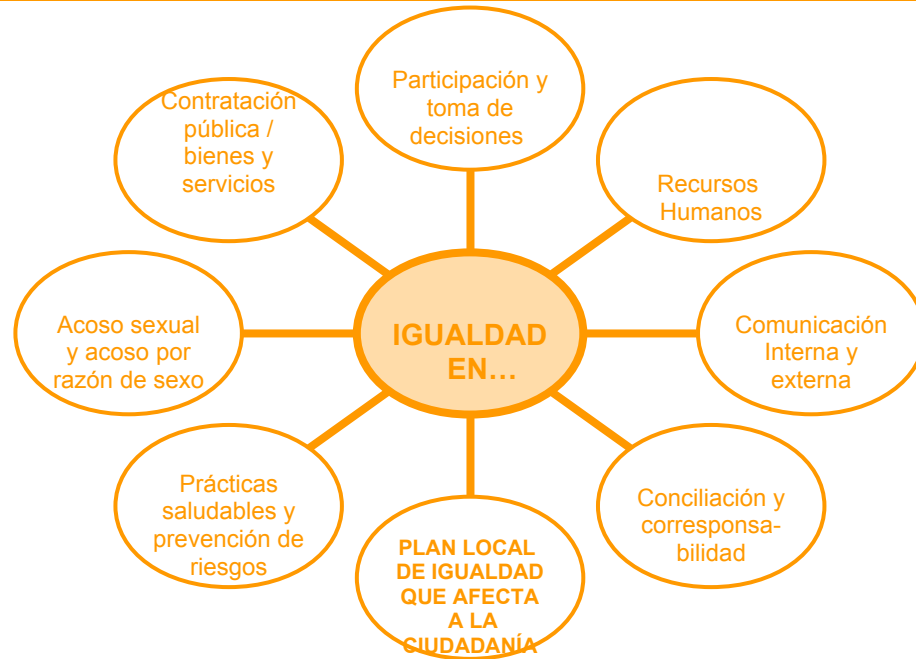 Participación y
toma de
decisiones
Contratación
pública /
bienes y
servicios
Recursos
Humanos
Acoso sexual
y acoso por
razón de sexo
IGUALDAD
EN…
Comunicación
Interna y
externa
Prácticas
saludables y
prevención de
riesgos
Conciliación y
corresponsa-
bilidad
PLAN LOCAL
DE IGUALDAD
QUE AFECTA
A LA
CIUDADANÍA